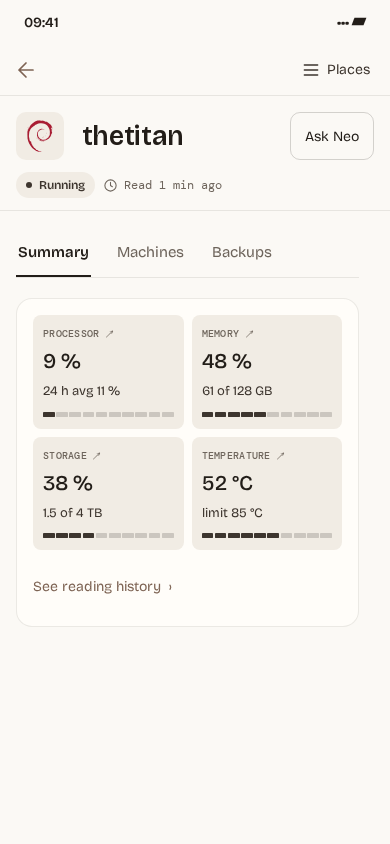 09:41
Places
thetitan
Ask Neo
Running
Read 1 min ago
Summary
Machines
Backups
PROCESSOR ↗
9 %
24 h avg 11 %
MEMORY ↗
48 %
61 of 128 GB
STORAGE ↗
38 %
1.5 of 4 TB
TEMPERATURE ↗
52 °C
limit 85 °C
See reading history ›